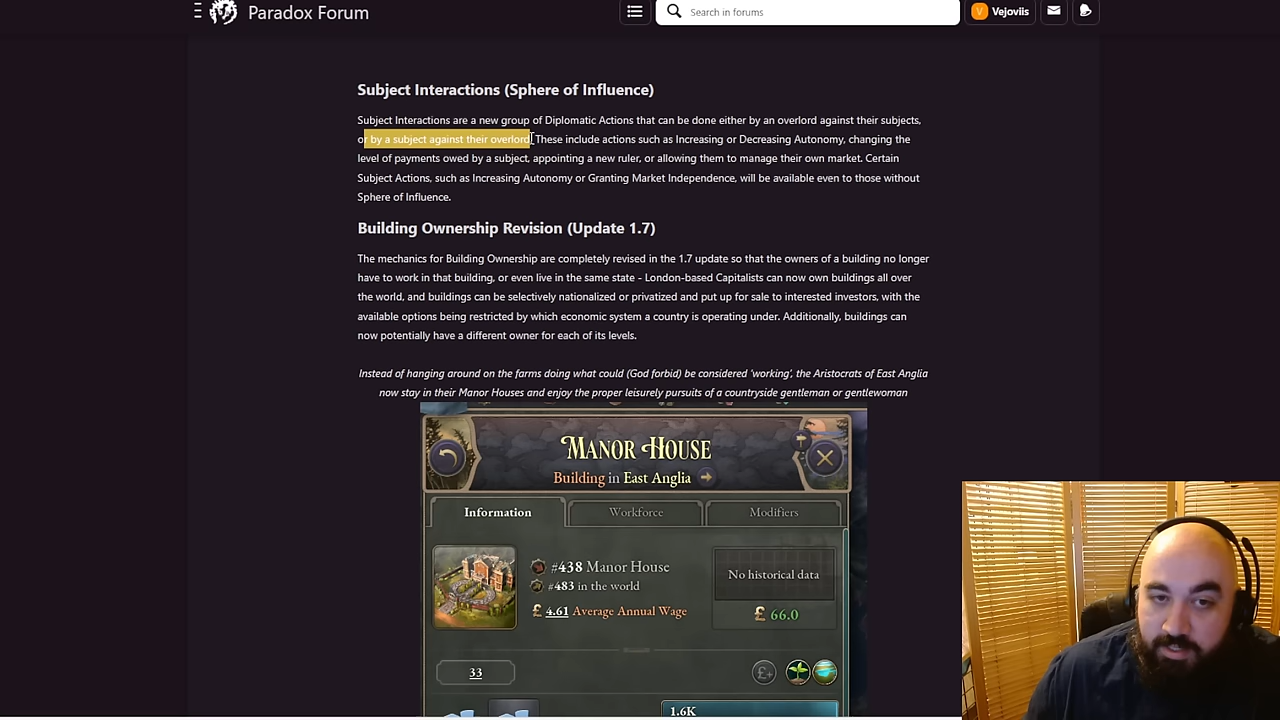 Paradox Forum
Search in forums
V Vejoviis
Subject Interactions (Sphere of Influence)
Subject Interactions are a new group of Diplomatic Actions that can be done either by an overlord against their subjects,
or by a subject against their overlord. These include actions such as Increasing or Decreasing Autonomy, changing the
level of payments owed by a subject, appointing a new ruler, or allowing them to manage their own market. Certain
Subject Actions, such as Increasing Autonomy or Granting Market Independence, will be available even to those without
Sphere of Influence.
Building Ownership Revision (Update 1.7)
The mechanics for Building Ownership are completely revised in the 1.7 update so that the owners of a building no longer
have to work in that building, or even live in the same state - London-based Capitalists can now own buildings all over
the world, and buildings can be selectively nationalized or privatized and put up for sale to interested investors, with the
available options being restricted by which economic system a country is operating under. Additionally, buildings can
now potentially have a different owner for each of its levels.
Instead of hanging around on the farms doing what could (God forbid) be considered 'working', the Aristocrats of East Anglia
now stay in their Manor Houses and enjoy the proper leisurely pursuits of a countryside gentleman or gentlewoman
MANOR HOUSE
Building in East Anglia
Information Workforce Modifiers
#438 Manor House
#483 in the world
£ 4.61 Average Annual Wage
No historical data
£ 66.0
33
£+
1.6K